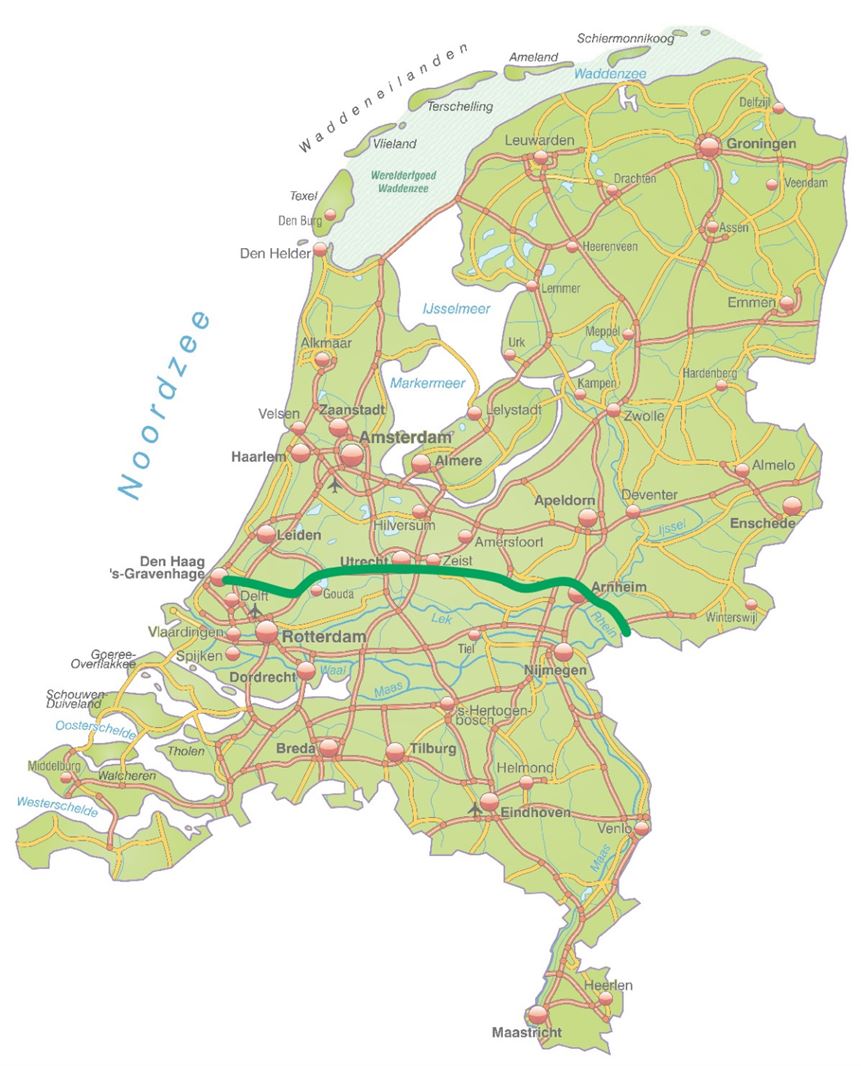 Schiermonnikoog
Ameland
Waddenzee
Waddeneilanden
Terschelling
Delfzijl
Vlieland
Leuwarden
Groningen
Werelderfgoed
Waddenzee
Drachten
Veendam
Texel
Den Burg
Assen
Den Helder
Heerenveen
Lemmer
IJsselmeer
Emmen
Noordzee
Meppel
Alkmaar
Urk
Markermeer
Kampen
Hardenberg
Velsen
Zaanstadt
Lelystadt
Zwolle
Amsterdam
Haarlem
Almere
Almelo
Apeldorn
Deventer
Hilversum
Enschede
Leiden
Amersfoort
IJssel
Den Haag
's-Gravenhage
Utrecht
Zeist
Delft
Gouda
Arnheim
Vlaardingen
Rotterdam
Lek
Rhein
Winterswijl
Spijken
Tiel
Goeree-
Overflakkee
Dordrecht
Waal
Nijmegen
Maas
Schouwen-
Duiveland
's-Hertogen-
bosch
Oosterschelde
Tholen
Breda
Tilburg
Middelburg
Walcheren
Helmond
Westerschelde
Eindhoven
Venlo
Maas
Heerlen
Maastricht